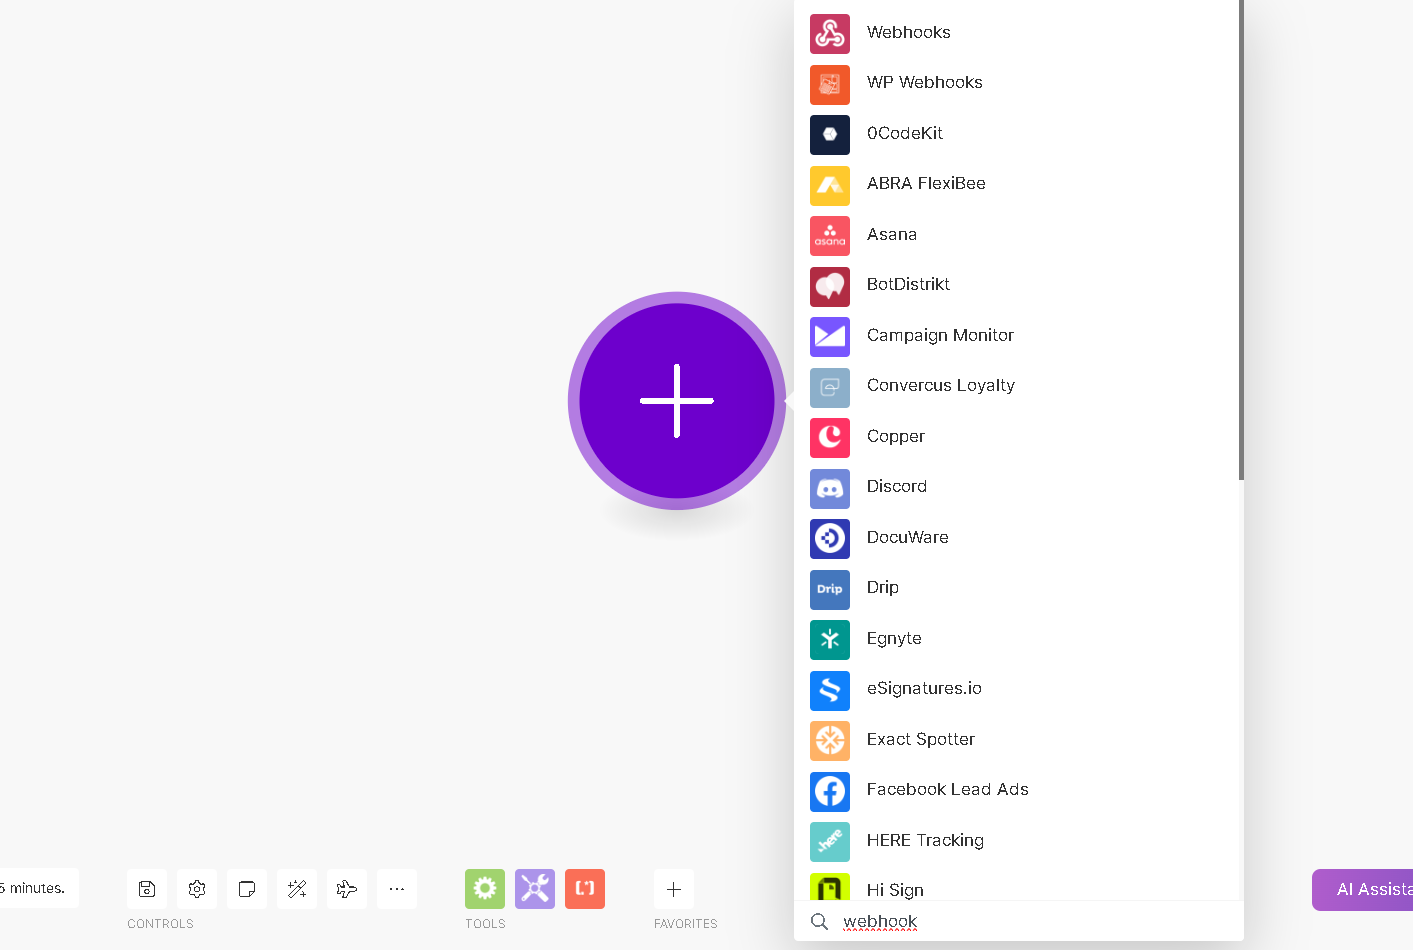 Webhooks
WP Webhooks
0CodeKit
ABRA FlexiBee
asana
Asana
BotDistrikt
Campaign Monitor
Convercus Loyalty
Copper
Discord
DocuWare
Drip
Drip
Egnyte
eSignatures.io
Exact Spotter
Facebook Lead Ads
here
HERE Tracking
Hi Sign
webhook
5 minutes.
CONTROLS
TOOLS
FAVORITES
AI Assista